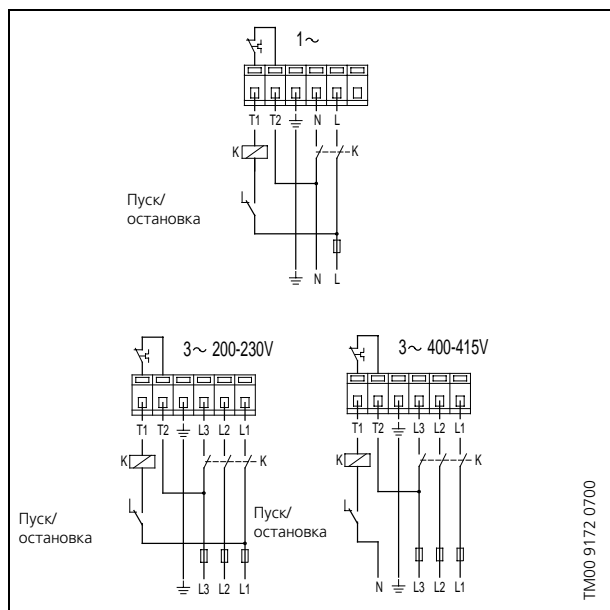 1~
T1 T2 N L
K K
Пуск/
остановка
N L
3~ 200-230V
T1 T2 L3 L2 L1
K K
Пуск/
остановка
L3 L2 L1
3~ 400-415V
T1 T2 L3 L2 L1
K K
Пуск/
остановка
N L3 L2 L1
TM00 9172 0700